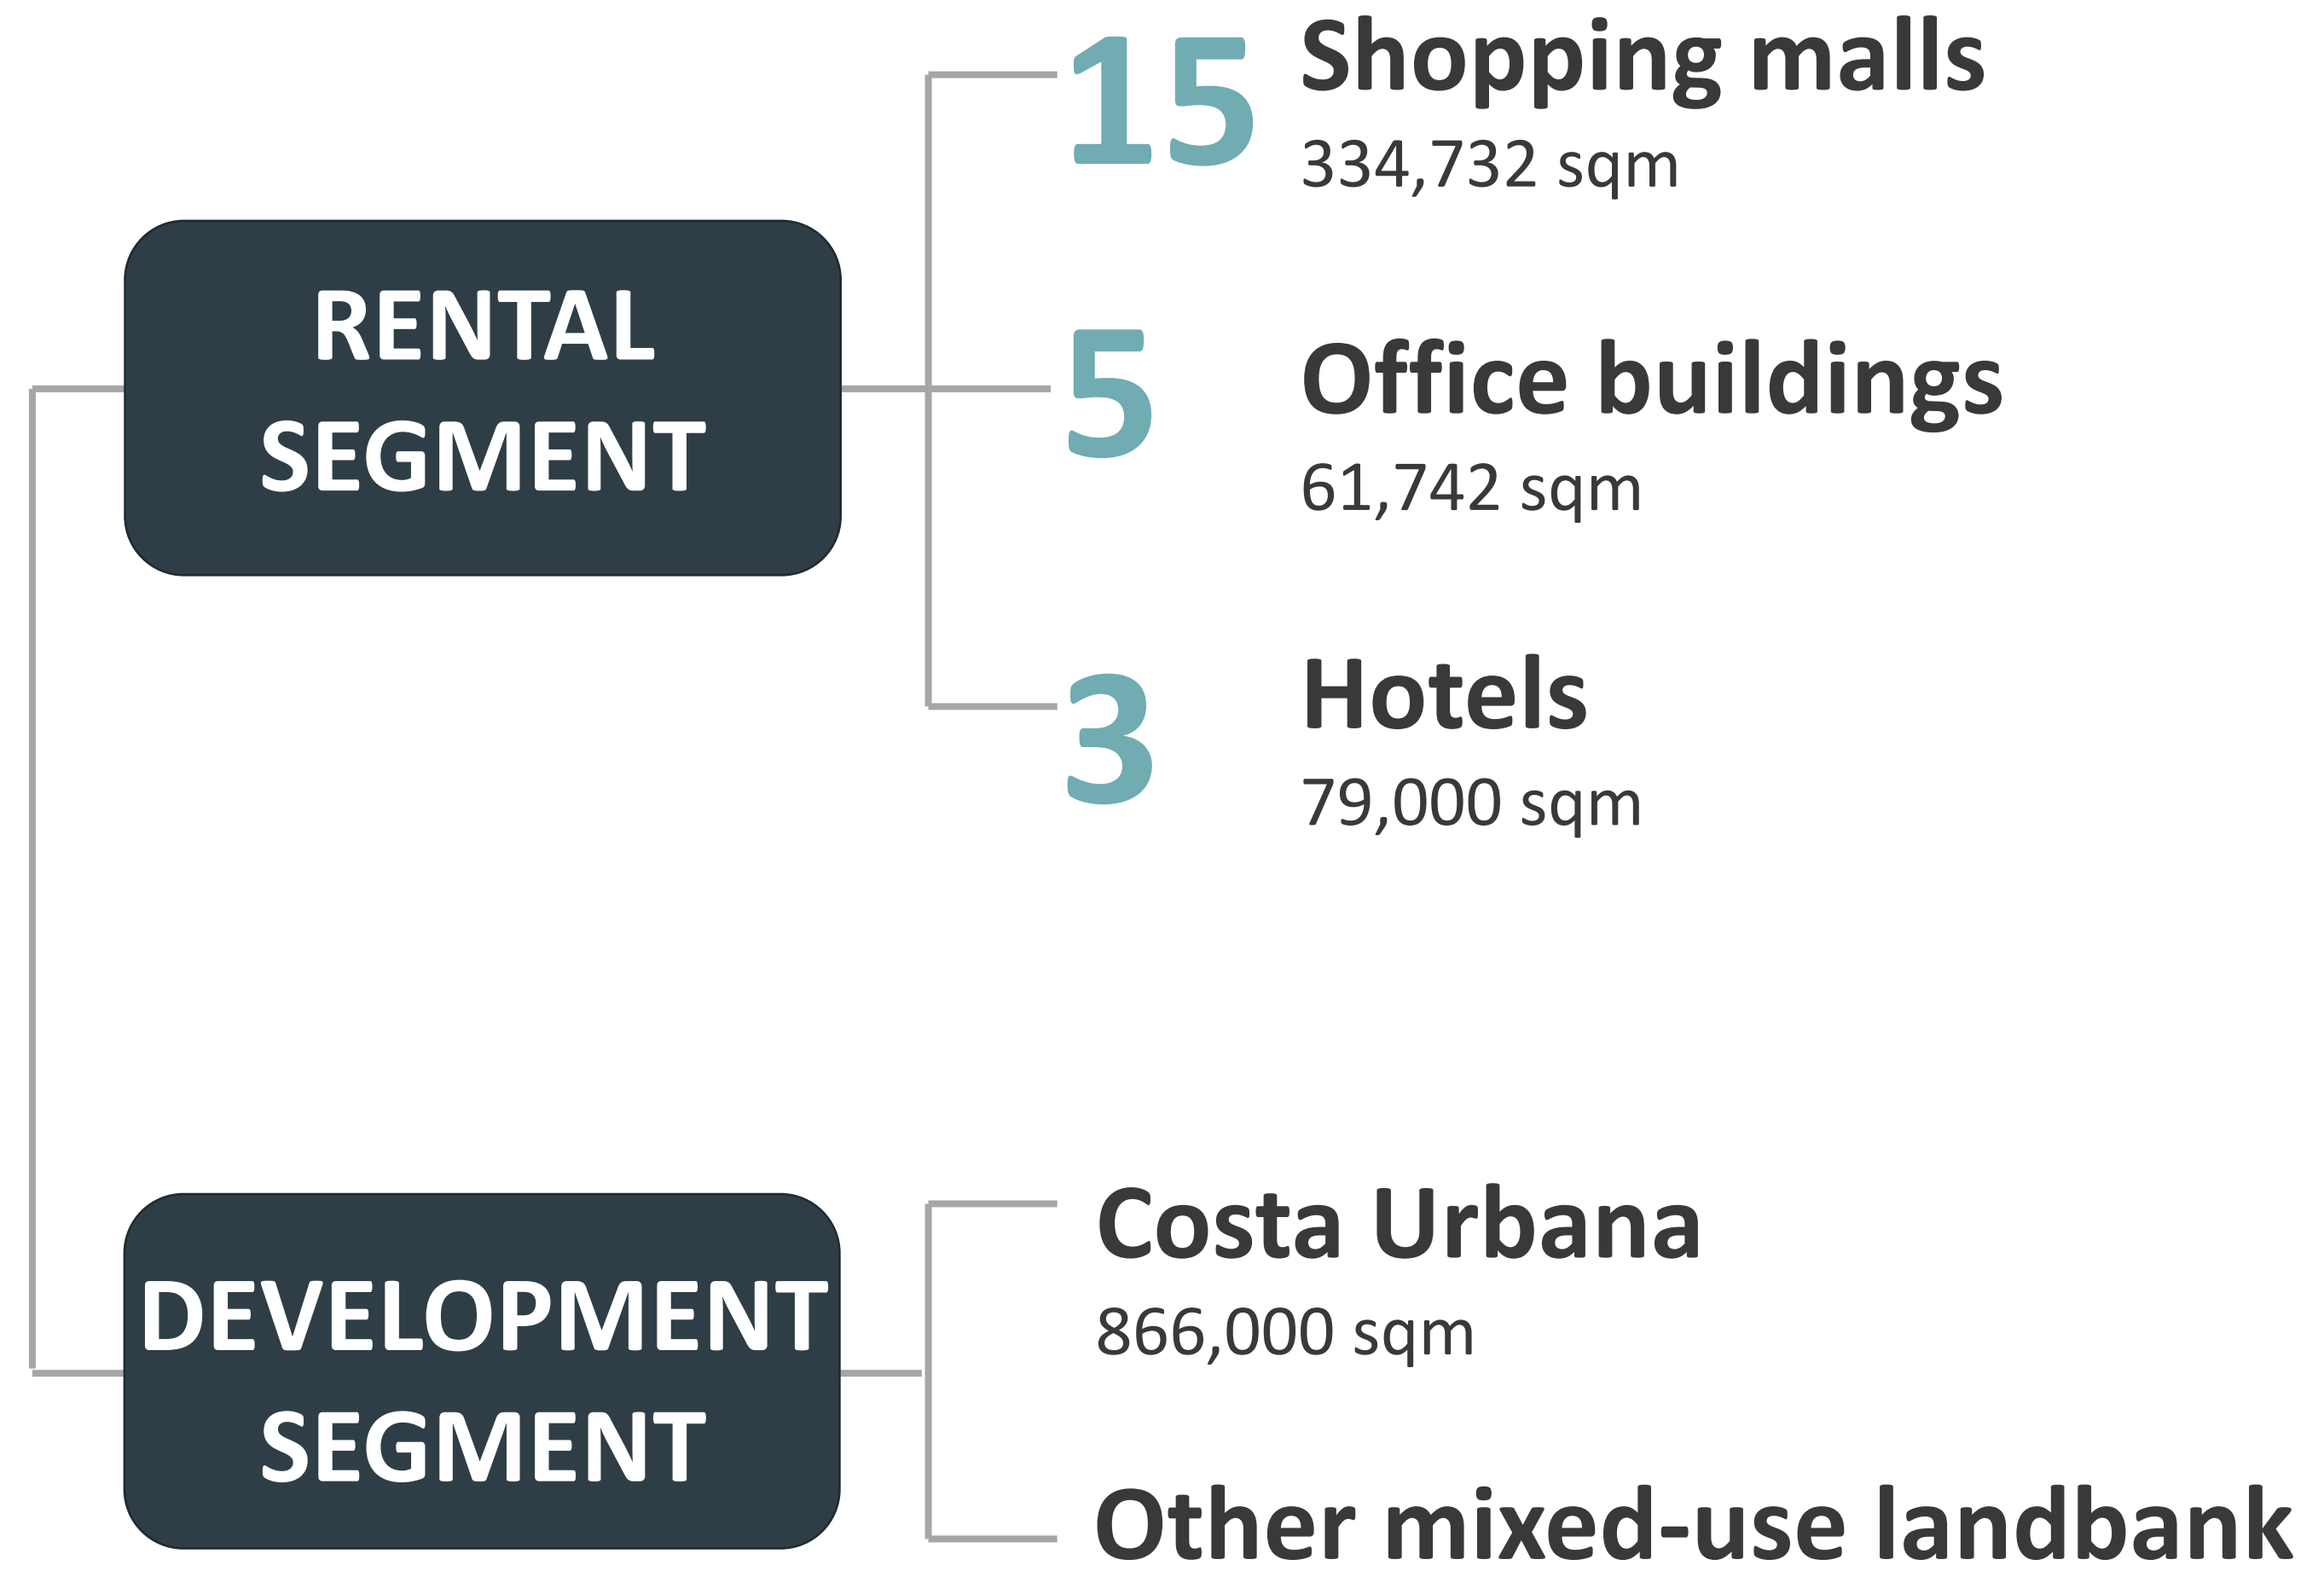 15 Shopping malls
334,732 sqm
RENTAL
SEGMENT
5 Office buildings
61,742 sqm
3 Hotels
79,000 sqm
DEVELOPMENT
SEGMENT
Costa Urbana
866,000 sqm
Other mixed-use landbank